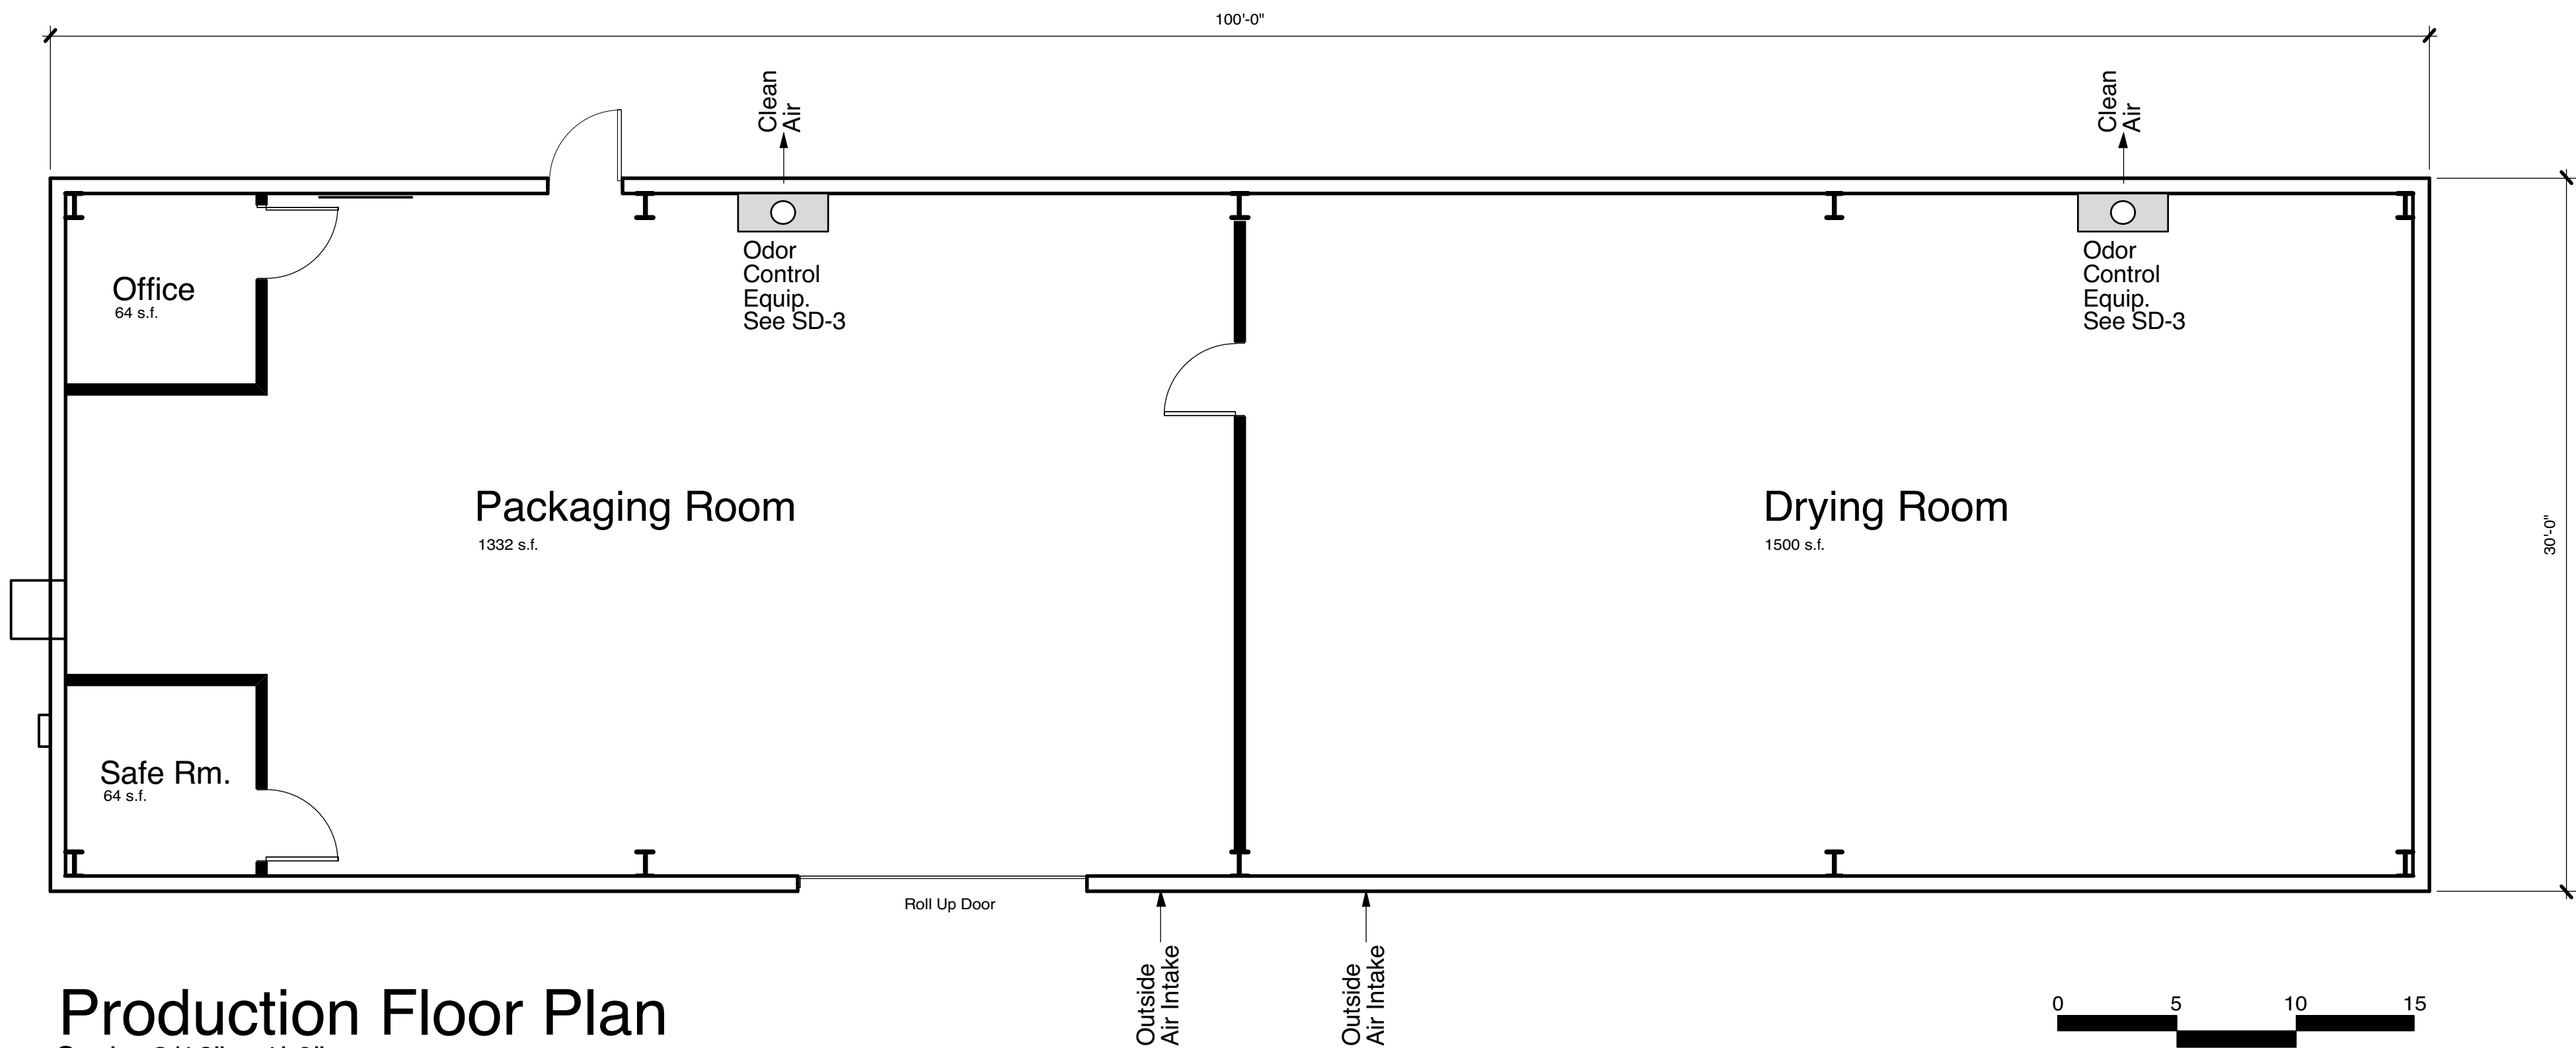 100'-0"
Clean
Air
Clean
Air
Office
64 s.f.
Odor
Control
Equip.
See SD-3
Odor
Control
Equip.
See SD-3
Packaging Room
1332 s.f.
Drying Room
1500 s.f.
30'-0"
Safe Rm.
64 s.f.
Roll Up Door
Outside
Air Intake
Outside
Air Intake
Production Floor Plan
0 5 10 15